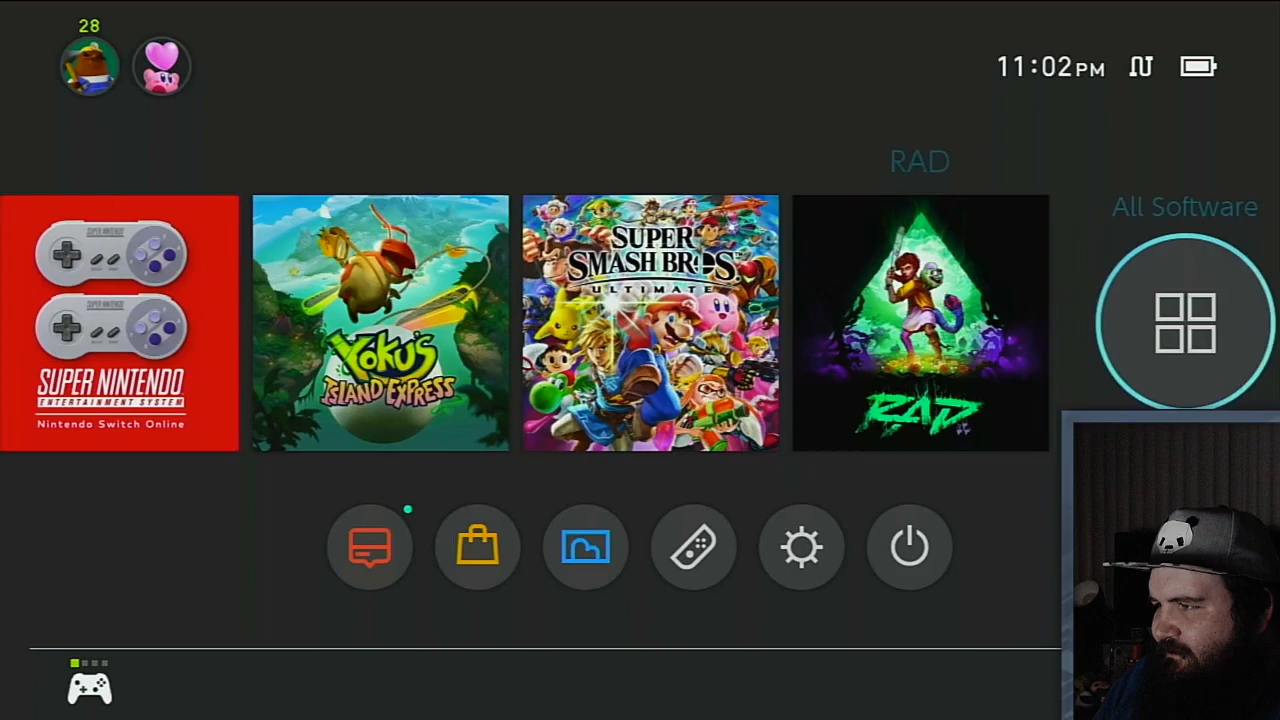 28
11:02 PM
RAD
All Software
SUPER NINTENDO
ENTERTAINMENT SYSTEM
Nintendo Switch Online
YOKU'S
ISLAND EXPRESS
SUPER
SMASH BROS.
ULTIMATE
RAD